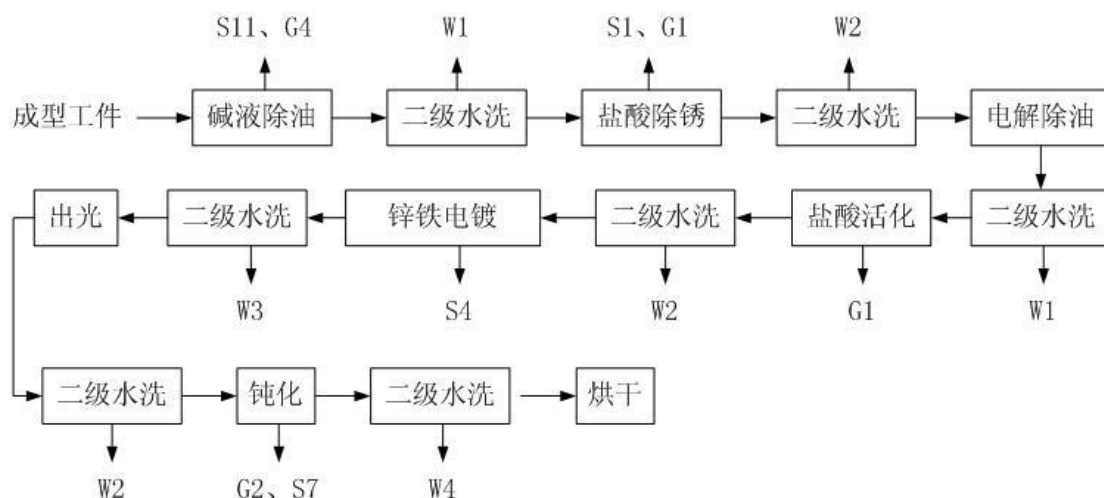 S11、G4 W1 S1、G1 W2
成型工件 碱液除油 二级水洗 盐酸除锈 二级水洗 电解除油
出光 二级水洗 锌铁电镀 二级水洗 盐酸活化 二级水洗
W3 S4 W2 G1 W1
二级水洗 钝化 二级水洗 烘干
W2 G2、S7 W4